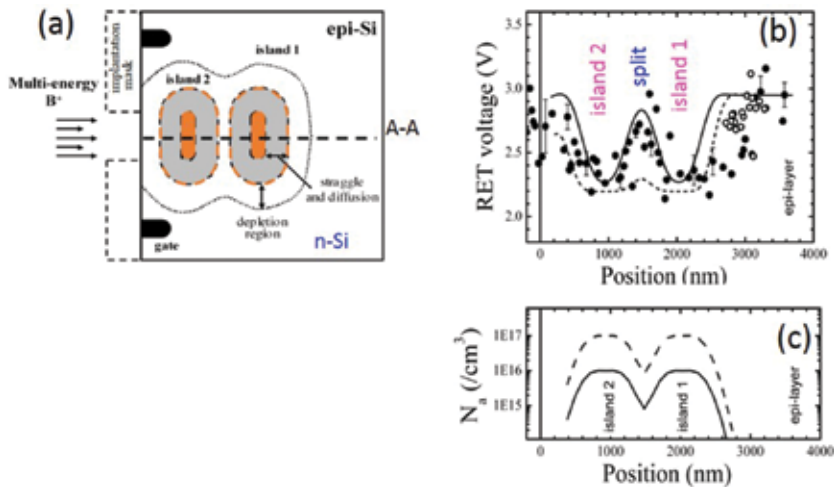 (a)
epi-Si
island 1
island 2
implantation
mask
Multi-energy
B⁺
A-A
straggle
and diffusion
depletion
region
gate
n-Si
(b)
RET voltage (V)
3.6
3.0
2.4
2.0
island 2
split
island 1
epi-layer
0 1000 2000 3000 4000
Position (nm)
(c)
Nₐ (/cm³)
1E17
1E16
1E15
island 2
island 1
epi-layer
0 1000 2000 3000 4000
Position (nm)